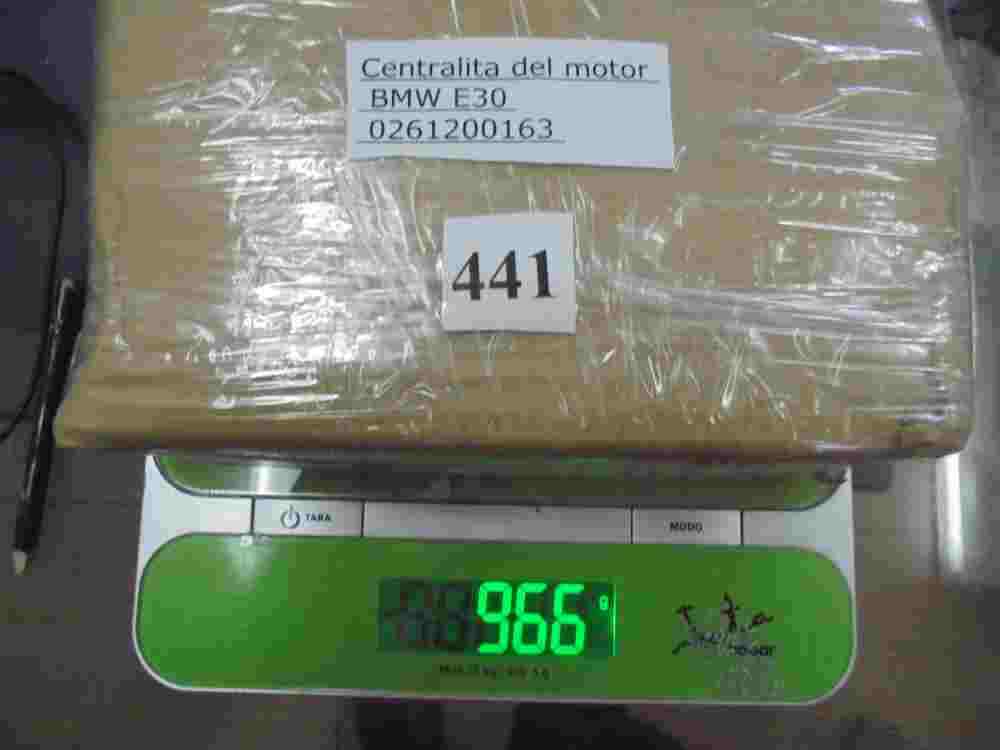 Centralita del motor
BMW E30
0261200163
441
TARA
MODO
966 g